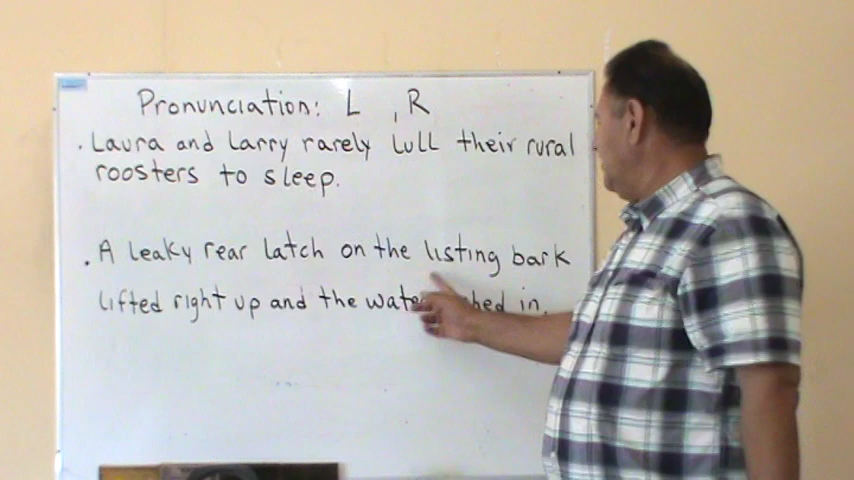 Pronunciation: L , R
. Laura and Larry rarely lull their rural
roosters to sleep.
. A leaky rear latch on the listing bark
lifted right up and the in.